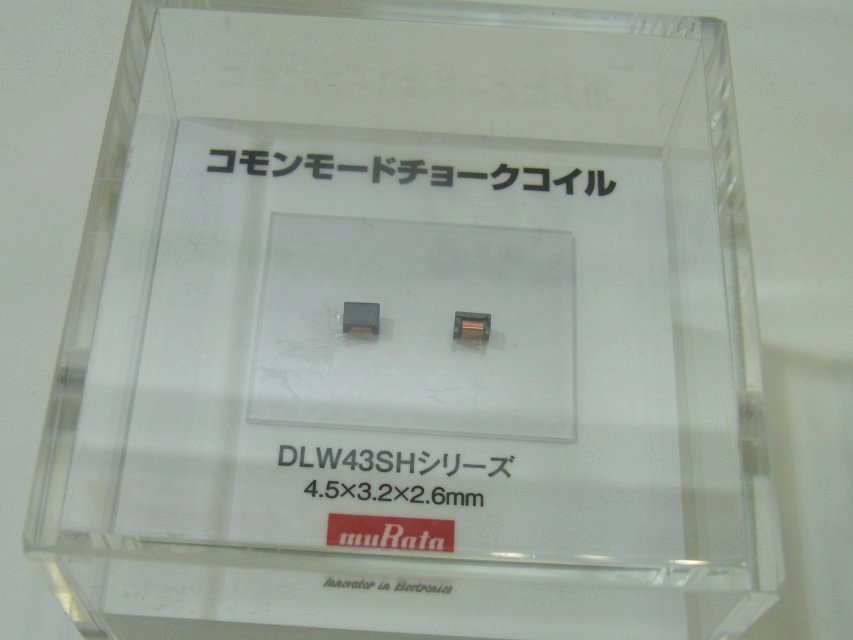 コモンモードチョークコイル
DLW43SHシリーズ
4.5×3.2×2.6mm
muRata
Innovator in Electronics